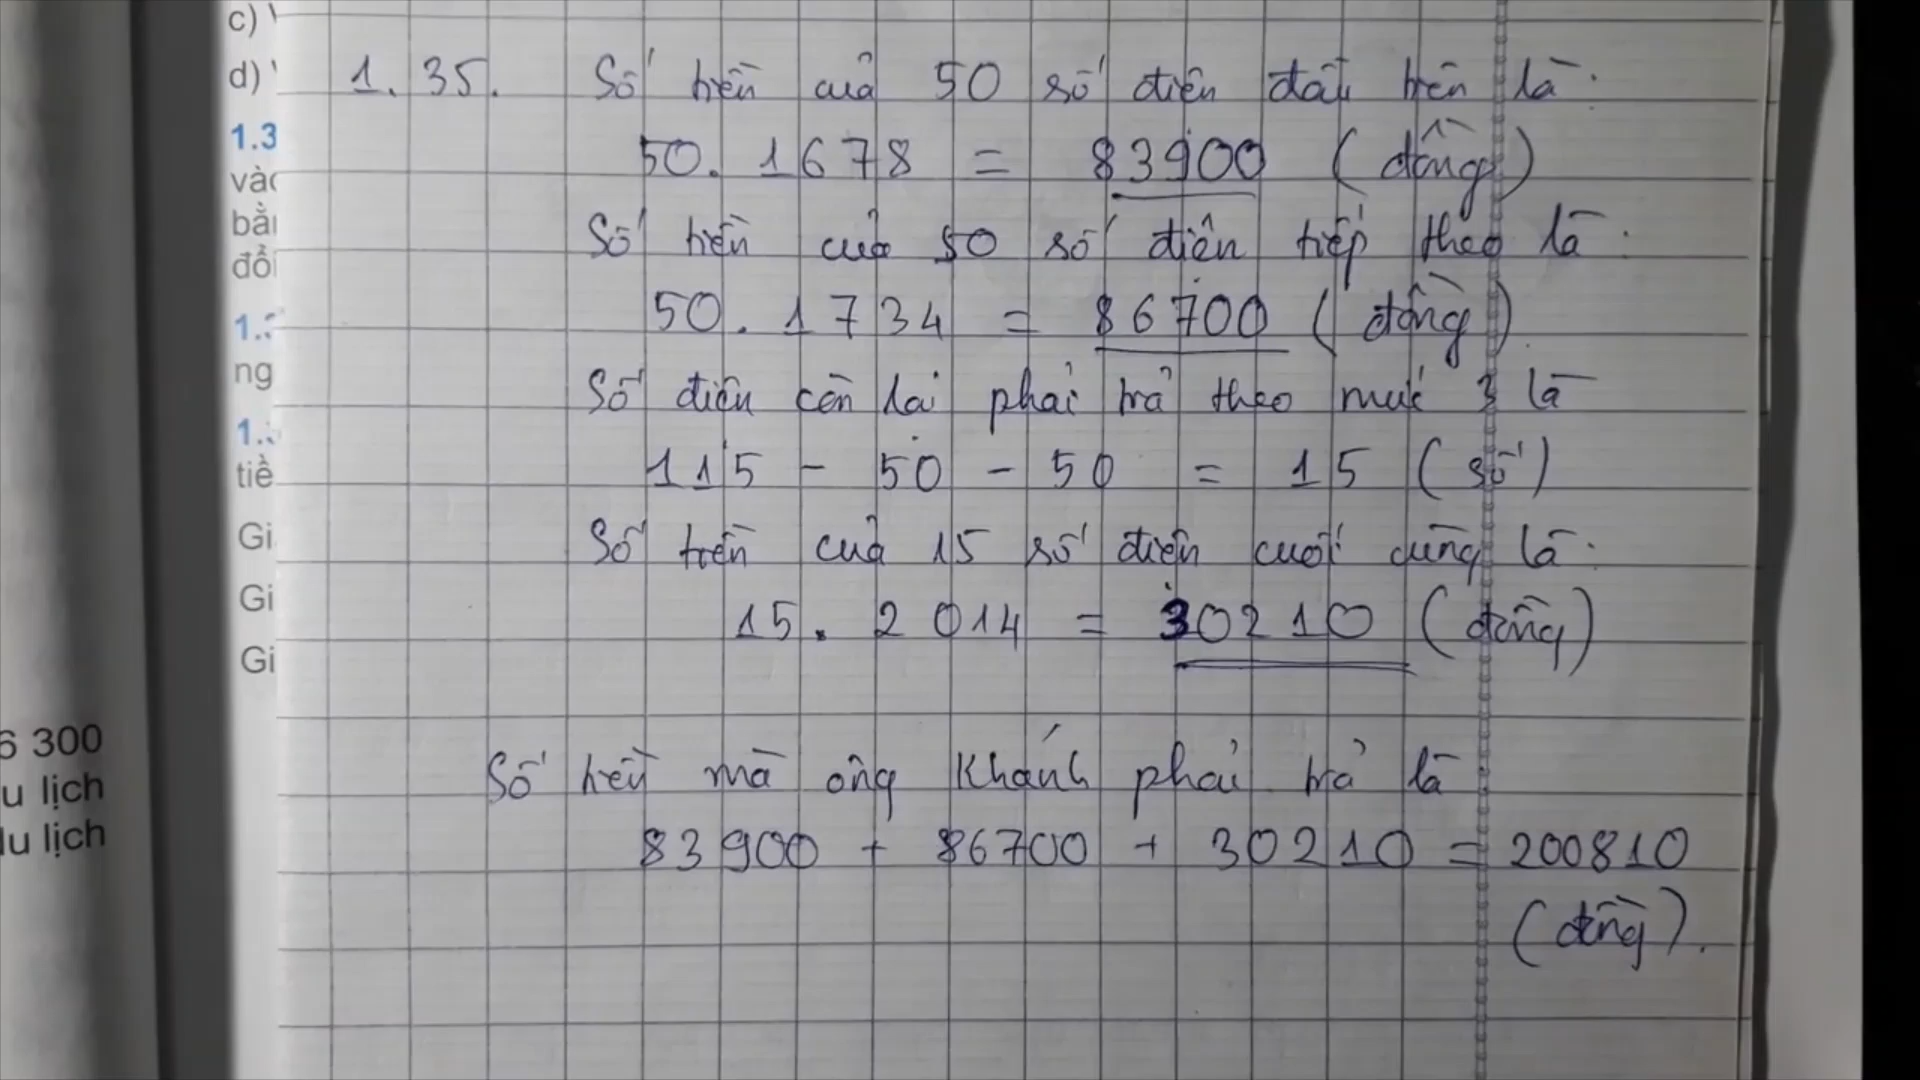 c)
d)
1.35. Số tiền của 50 số điện đầu tiên là:
1.3
50.1678 = 83900 (đồng)
và
bằ
Số tiền của 50 số điện tiếp theo là:
đổi
50.1734 = 86700 (đồng)
1.
ng
Số điện còn lại phải trả theo mức 3 là
1.
115 - 50 - 50 = 15 (số)
tiề
Số tiền của 15 số điện cuối cùng là:
Gi
Gi
15.2014 = 30210 (đồng)
Gi
6 300
u lịch
du lịch
Số tiền mà ông Khánh phải trả là
83900 + 86700 + 30210 = 200810
(đồng).